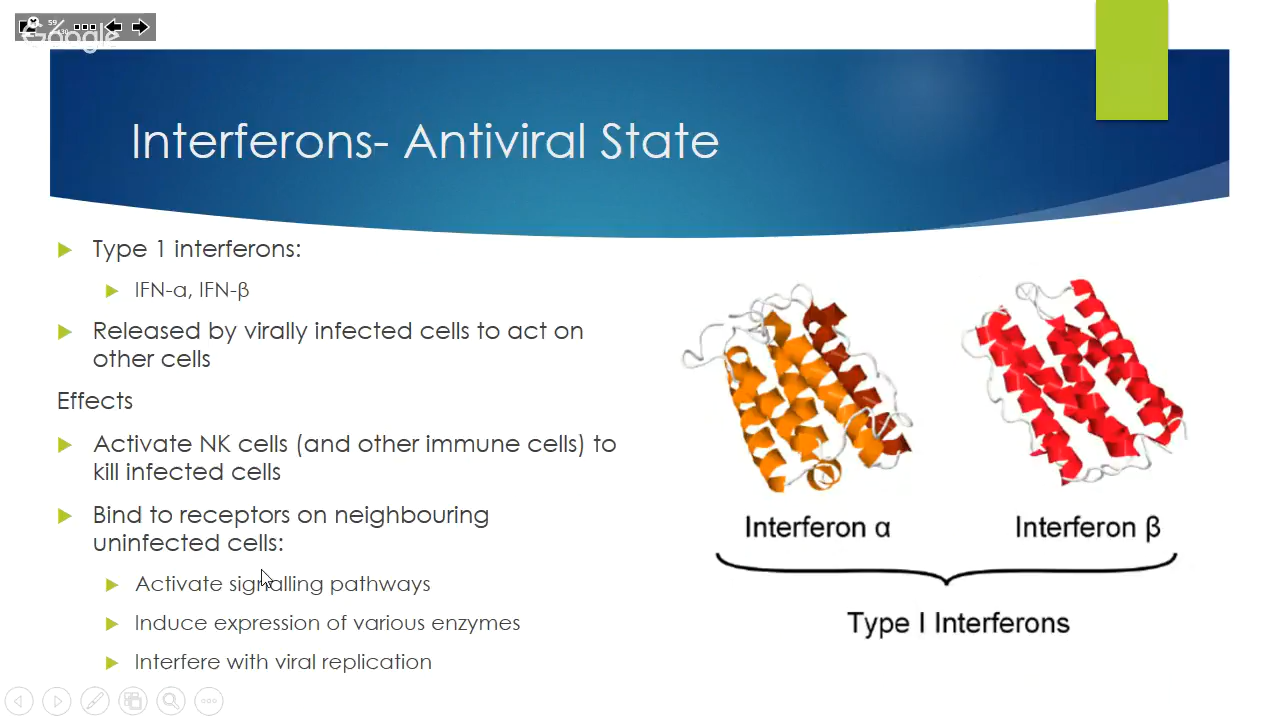 59
Google
Interferons- Antiviral State
Type 1 interferons:
IFN-α, IFN-β
Released by virally infected cells to act on
other cells
Effects
Activate NK cells (and other immune cells) to
kill infected cells
Bind to receptors on neighbouring
uninfected cells:
Activate signalling pathways
Induce expression of various enzymes
Interfere with viral replication
Interferon α
Interferon β
Type I Interferons